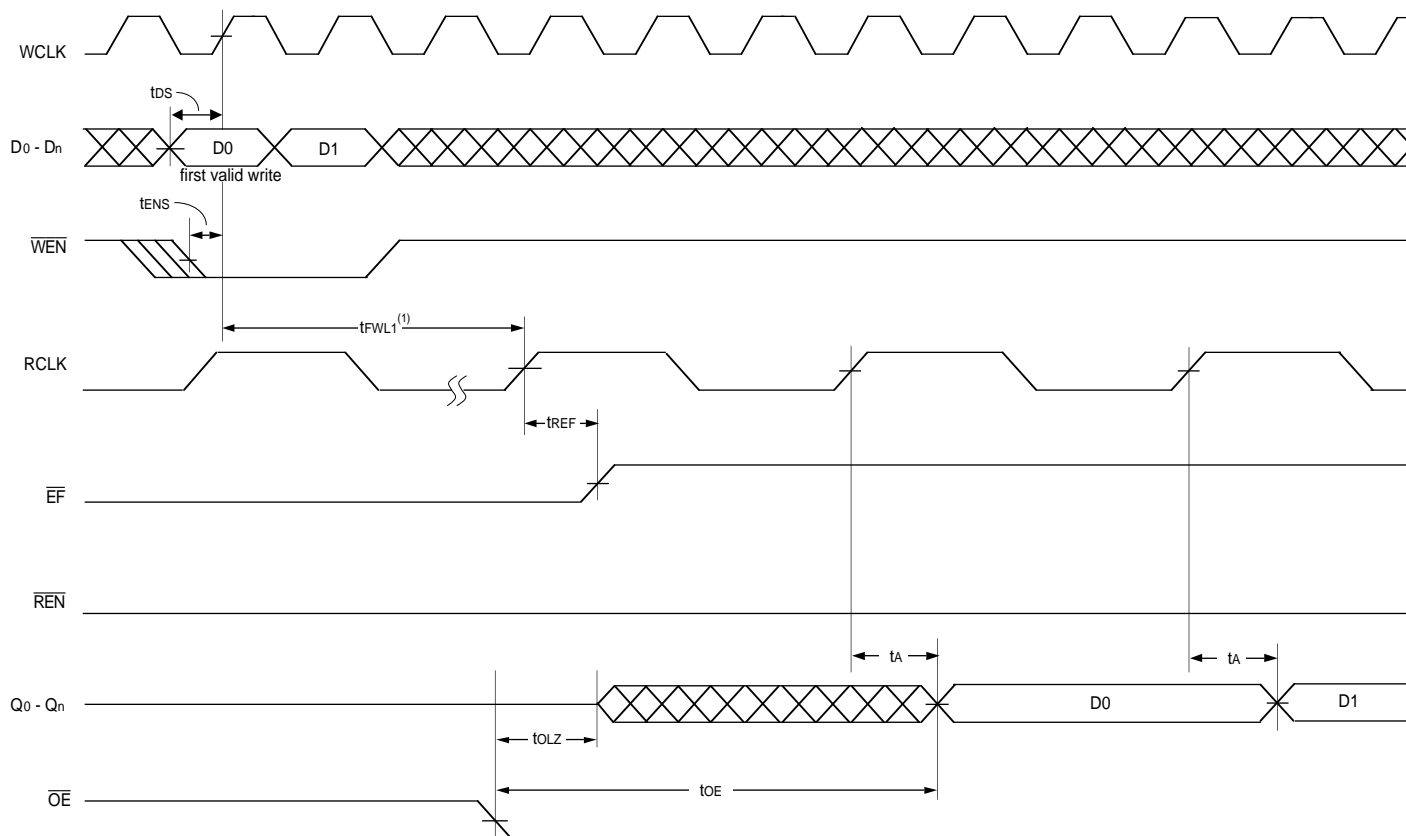 WCLK
tDS
D0 - Dn
D0
D1
first valid write
tENS
WEN
tFWL1(1)
RCLK
tREF
EF
REN
tA
tA
Q0 - Qn
D0
D1
tOLZ
tOE
OE